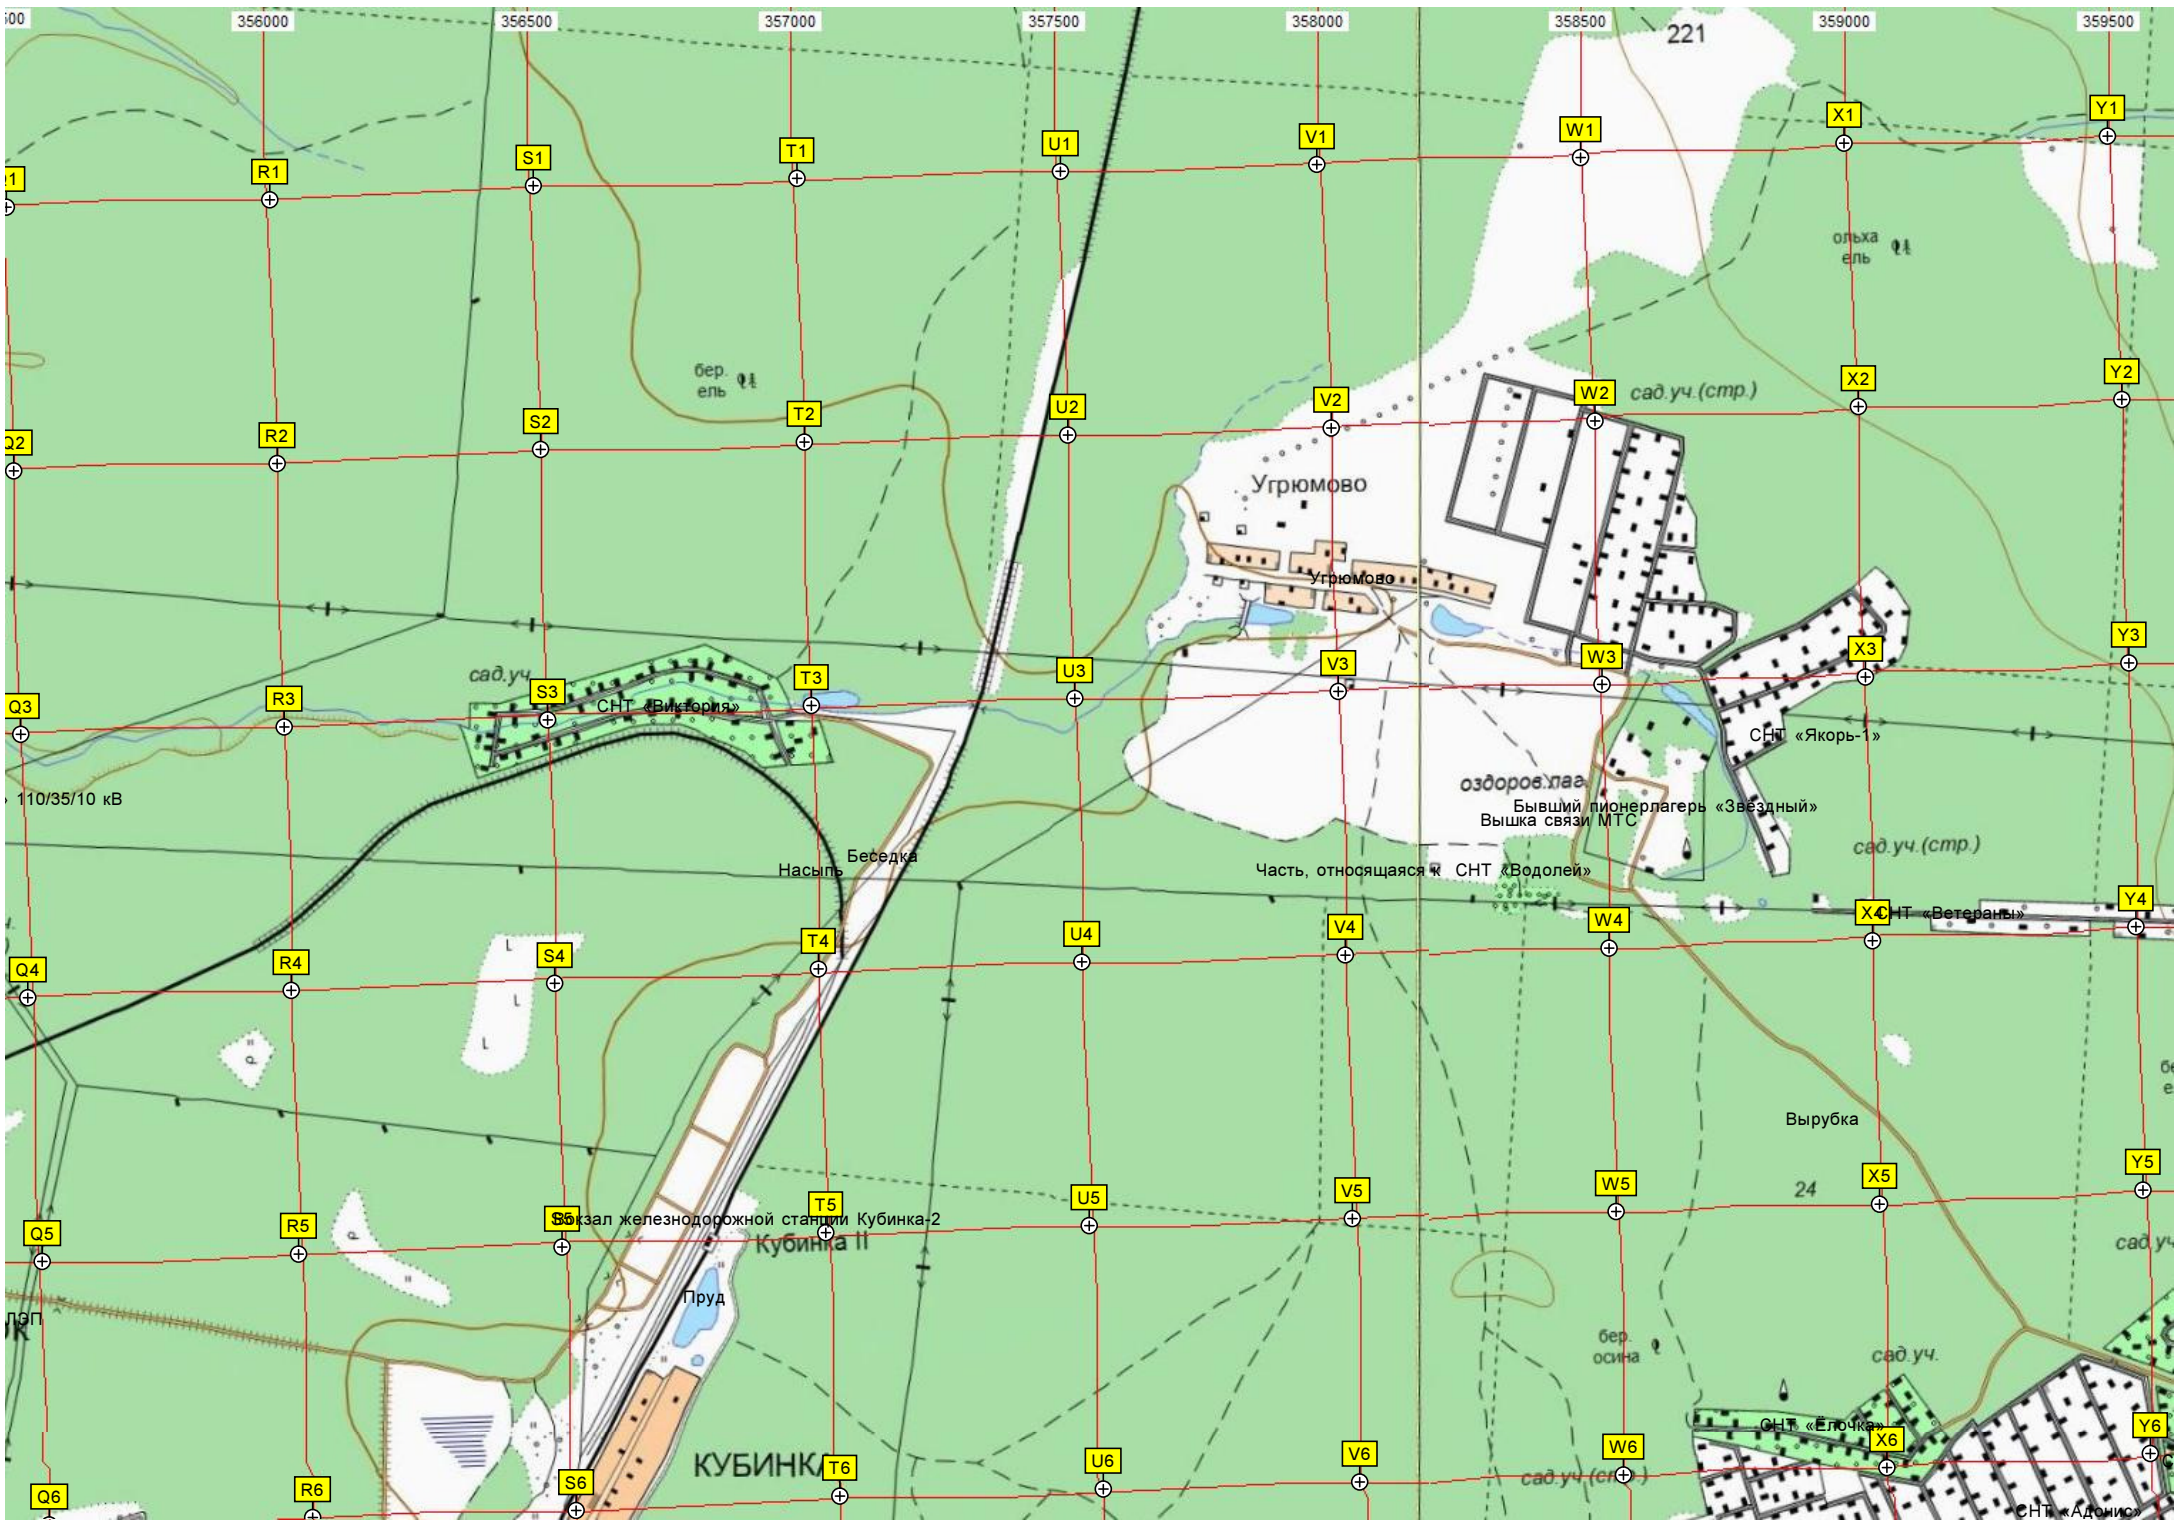 356000
356500
357000
357500
358000
358500
359000
359500
221
R1
S1
T1
U1
V1
W1
X1
Y1
ольха
ель
бер.
ель
Q2
R2
S2
T2
U2
V2
W2
X2
Y2
сад.уч.(стр.)
Угрюмово
Угрюмово
сад.уч.
Q3
R3
S3
T3
U3
V3
W3
X3
Y3
СНТ «Виктория»
СНТ «Якорь-1»
оздоров.лаг.
110/35/10 кВ
Бывший пионерлагерь «Звёздный»
Вышка связи МТС
сад.уч.(стр.)
Беседка
Насыпь
Часть, относящаяся к СНТ «Водолей»
Q4
R4
S4
T4
U4
V4
W4
X4
Y4
СНТ «Ветераны»
Вырубка
24
Q5
R5
S5
T5
U5
V5
W5
X5
Y5
Вокзал железнодорожной станции Кубинка-2
Кубинка II
сад.уч
Пруд
ЛЭП
бер.
осина
сад.уч.
СНТ «Ёлочка»
КУБИНКА
Q6
R6
S6
T6
U6
V6
W6
X6
Y6
СНТ «Адонис»